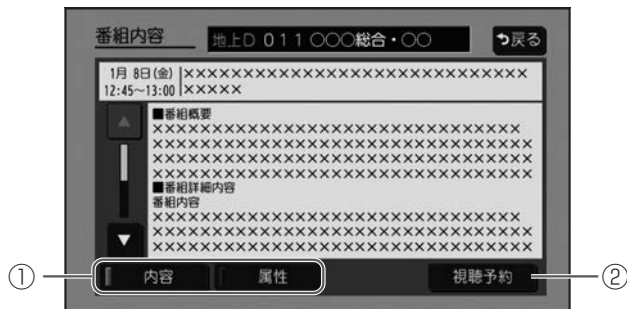 番組内容 地上D 011 ○○○総合・○○ 戻る
1月 8日(金) ×××××××××××××××××××××××××××××
12:45～13:00 ×××××
■番組概要
×××××××××××××××××××××××××××××××
××××××××××××××××××××××××××××××××
××××××××××××××××××××××××××××××××
××××××××××××××××××××××××××××××××
■番組詳細内容
番組内容
×××××××××××××××××××××××××××××××
××××××××××××××××××××××××××××××××
××××××××××××××××××××××××××××××××
① 内容 属性 視聴予約 ②